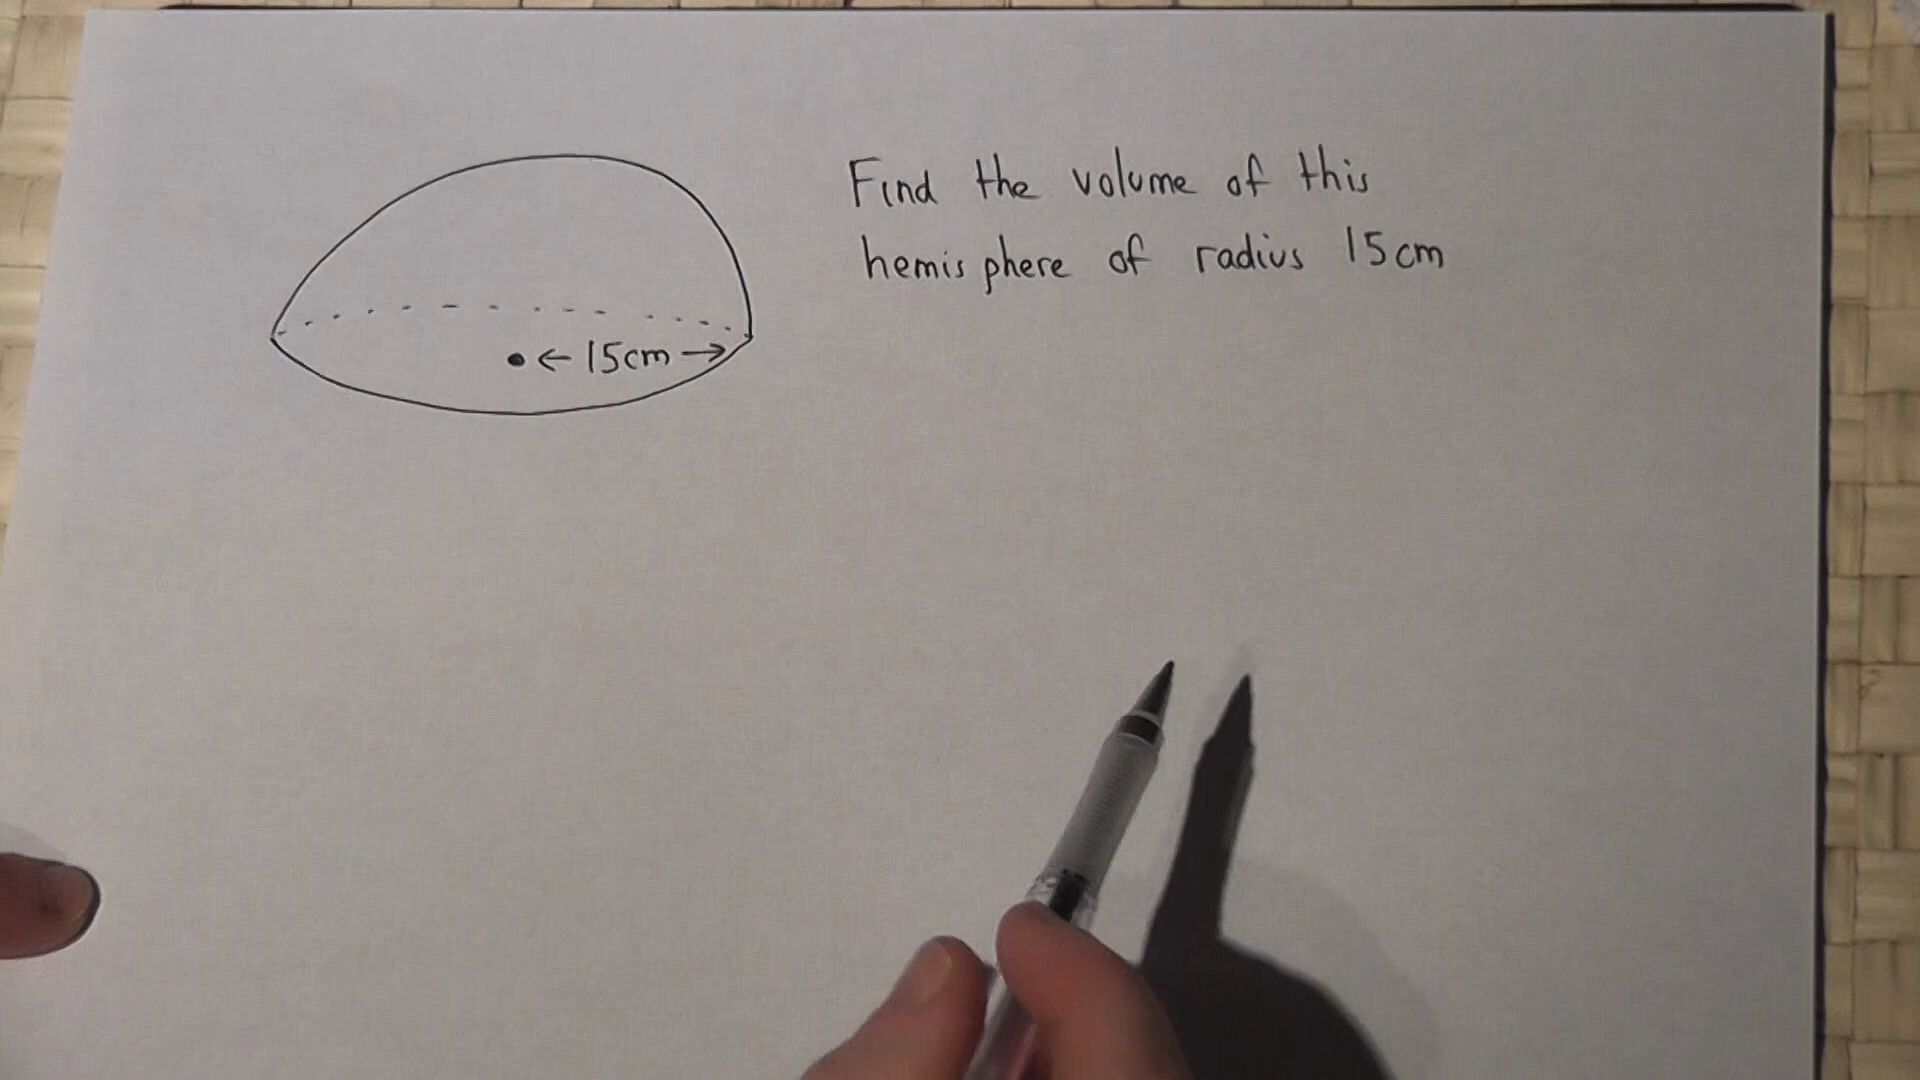 Find the volume of this
hemisphere of radius 15cm
15cm